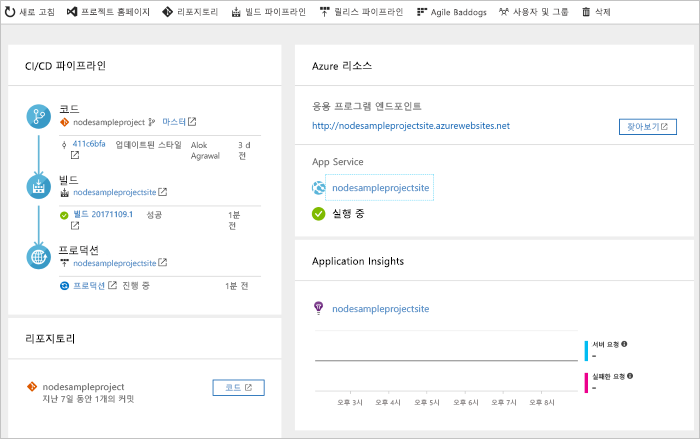 새로 고침 프로젝트 홈페이지 리포지토리 빌드 파이프라인 릴리스 파이프라인 Agile Baddogs 사용자 및 그룹 삭제
CI/CD 파이프라인
코드
nodesampleproject 마스터
411c6bfa 업데이트된 스타일 Alok Agrawal 3 d 전
빌드
nodesampleprojectsite
빌드 20171109.1 성공 1분 전
프로덕션
nodesampleprojectsite
프로덕션 진행 중 1분 전
리포지토리
nodesampleproject
지난 7일 동안 1개의 커밋
코드
Azure 리소스
응용 프로그램 엔드포인트
http://nodesampleprojectsite.azurewebsites.net
찾아보기
App Service
nodesampleprojectsite
실행 중
Application Insights
nodesampleprojectsite
서버 요청
--
실패한 요청
--
오후 3시 오후 4시 오후 5시 오후 6시 오후 7시 오후 8시